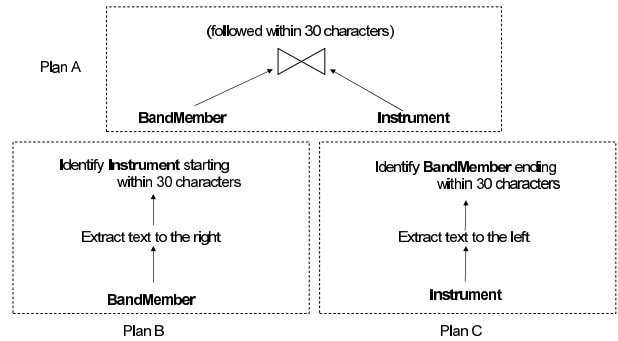 (followed within 30 characters)
Plan A
BandMember Instrument
Identify Instrument starting
within 30 characters
Extract text to the right
BandMember
Plan B
Identify BandMember ending
within 30 characters
Extract text to the left
Instrument
Plan C